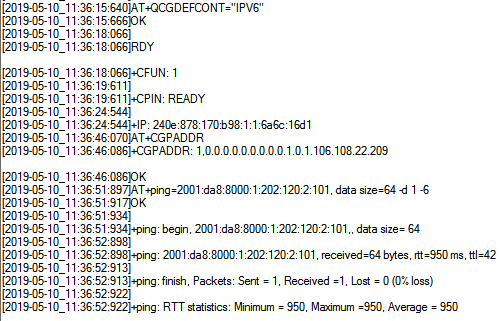 [2019-05-10_11:36:15:640]AT+QCGDEFCONT="IPV6"
[2019-05-10_11:36:15:666]OK
[2019-05-10_11:36:18:066]
[2019-05-10_11:36:18:066]RDY
[2019-05-10_11:36:18:066]+CFUN: 1
[2019-05-10_11:36:19:611]
[2019-05-10_11:36:19:611]+CPIN: READY
[2019-05-10_11:36:24:544]
[2019-05-10_11:36:24:544]+IP: 240e:878:170:b98:1:1:6a6c:16d1
[2019-05-10_11:36:46:070]AT+CGPADDR
[2019-05-10_11:36:46:086]+CGPADDR: 1,0.0.0.0.0.0.0.0.0.1.0.1.106.108.22.209
[2019-05-10_11:36:46:086]OK
[2019-05-10_11:36:51:897]AT+ping=2001:da8:8000:1:202:120:2:101, data size=64 -d 1 -6
[2019-05-10_11:36:51:917]OK
[2019-05-10_11:36:51:934]
[2019-05-10_11:36:51:934]+ping: begin, 2001:da8:8000:1:202:120:2:101,, data size= 64
[2019-05-10_11:36:52:898]
[2019-05-10_11:36:52:898]+ping: 2001:da8:8000:1:202:120:2:101, received=64 bytes, rtt=950 ms, ttl=42
[2019-05-10_11:36:52:913]
[2019-05-10_11:36:52:913]+ping: finish, Packets: Sent = 1, Received =1, Lost = 0 (0% loss)
[2019-05-10_11:36:52:922]
[2019-05-10_11:36:52:922]+ping: RTT statistics: Minimum = 950, Maximum =950, Average = 950